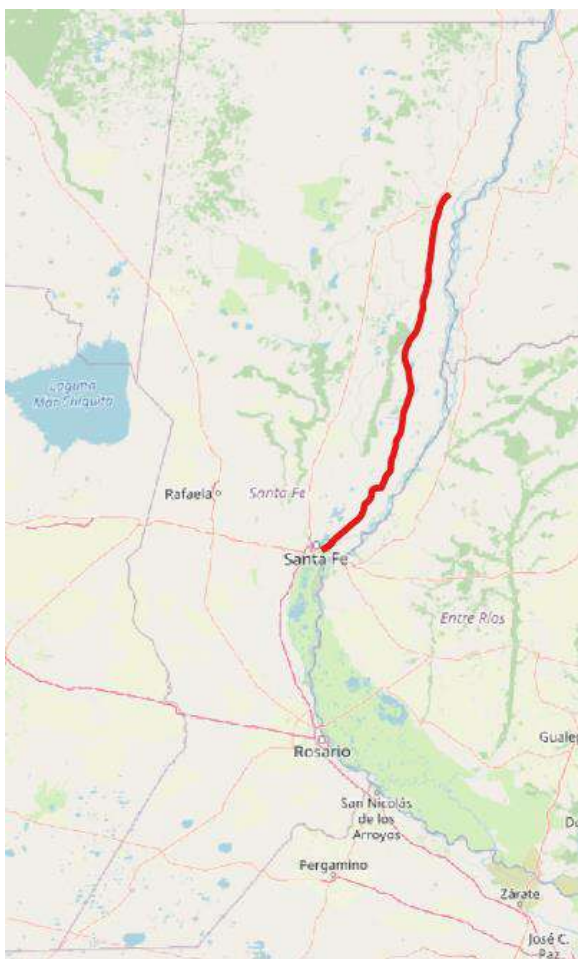 Laguna
Mar Chiquita
Rafaela
Santa Fe
Santa Fe
Entre Ríos
Rosario
Gualeg
San Nicolás
de los
Arroyos
Pergamino
Zárate
José C.
Paz